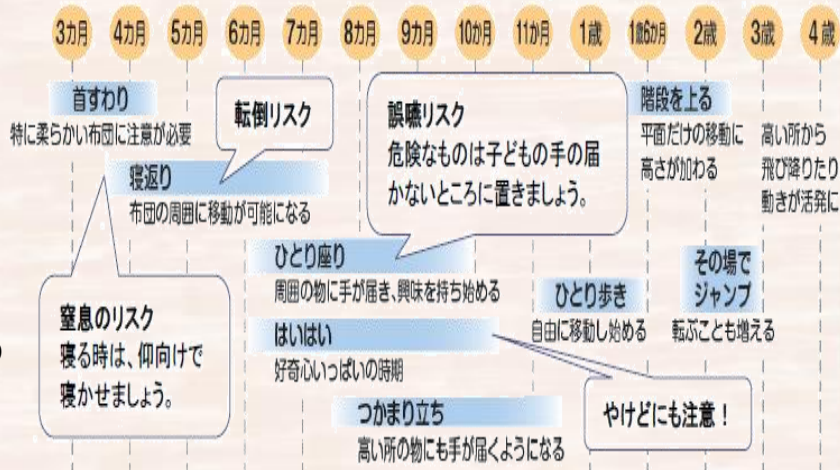 3カ月 4カ月 5カ月 6カ月 7カ月 8カ月 9カ月 10か月 11か月 1歳 1歳6か月 2歳 3歳 4歳
首すわり
特に柔らかい布団に注意が必要
転倒リスク
誤嚥リスク
危険なものは子どもの手の届
かないところに置きましょう。
階段を上る
平面だけの移動に
高さが加わる
高い所から
飛び降りたり
動きが活発に
寝返り
布団の周囲に移動が可能になる
ひとり座り
周囲の物に手が届き、興味を持ち始める
その場で
ジャンプ
転ぶことも増える
ひとり歩き
自由に移動し始める
窒息のリスク
寝る時は、仰向けで
寝かせましょう。
はいはい
好奇心いっぱいの時期
つかまり立ち
高い所の物にも手が届くようになる
やけどにも注意！